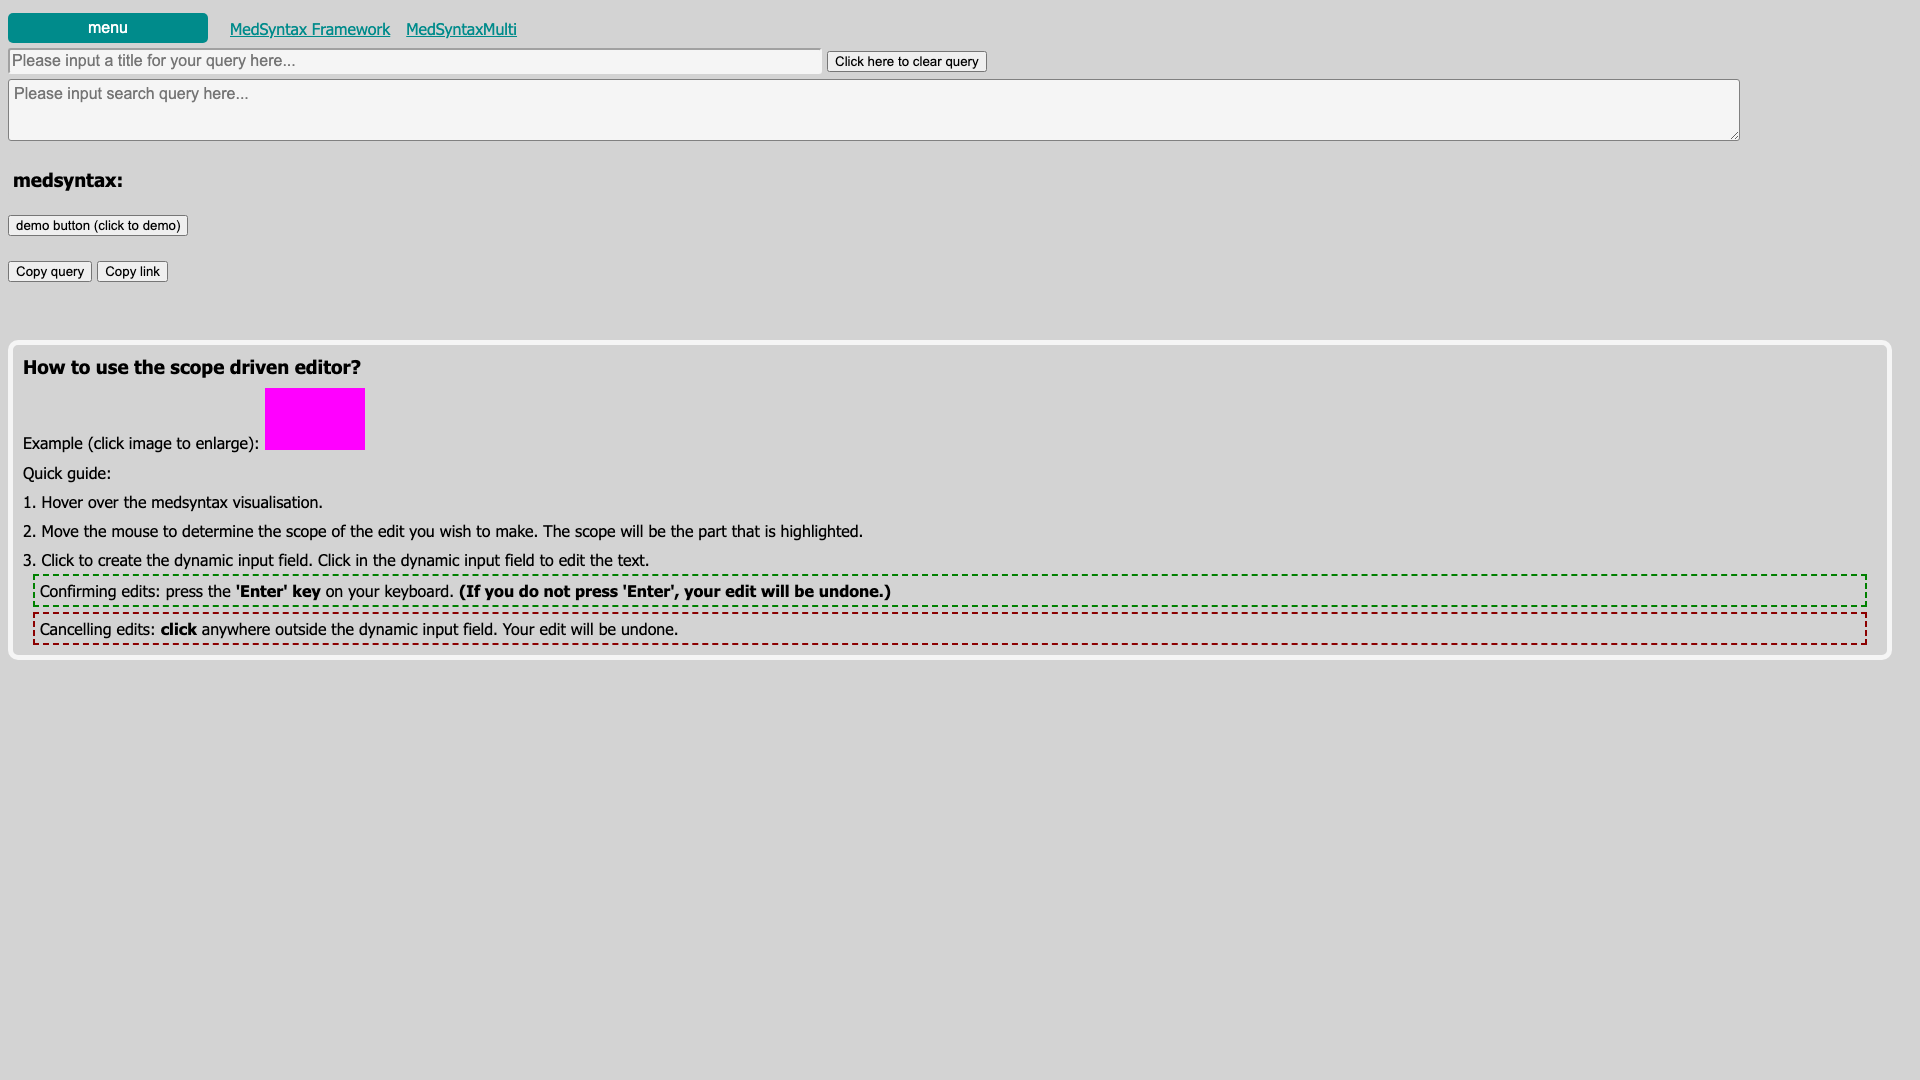 menu
MedSyntax Framework MedSyntaxMulti
Please input a title for your query here...
Click here to clear query
Please input search query here...
medsyntax:
demo button (click to demo)
Copy query Copy link
How to use the scope driven editor?
Example (click image to enlarge):
Quick guide:
1. Hover over the medsyntax visualisation.
2. Move the mouse to determine the scope of the edit you wish to make. The scope will be the part that is highlighted.
3. Click to create the dynamic input field. Click in the dynamic input field to edit the text.
Confirming edits: press the 'Enter' key on your keyboard. (If you do not press 'Enter', your edit will be undone.)
Cancelling edits: click anywhere outside the dynamic input field. Your edit will be undone.